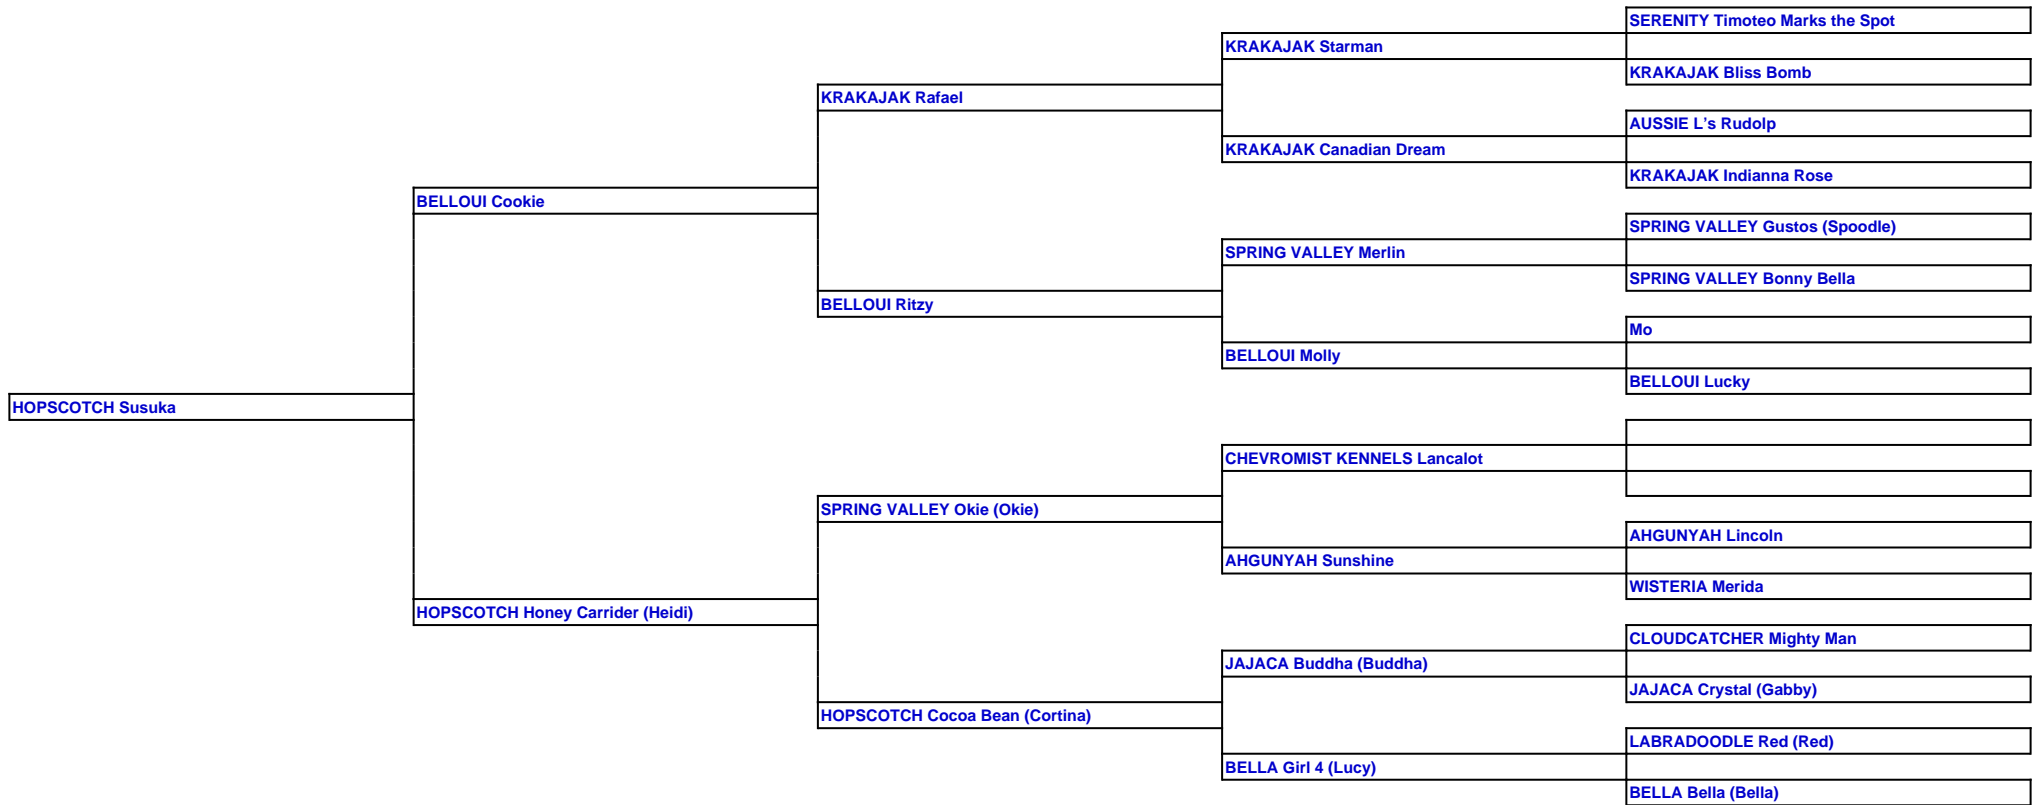 SERENITY Timoteo Marks the Spot
KRAKAJAK Starman
KRAKAJAK Bliss Bomb
KRAKAJAK Rafael
AUSSIE L's Rudolp
KRAKAJAK Canadian Dream
KRAKAJAK Indianna Rose
BELLOUI Cookie
SPRING VALLEY Gustos (Spoodle)
SPRING VALLEY Merlin
SPRING VALLEY Bonny Bella
BELLOUI Ritzy
Mo
BELLOUI Molly
BELLOUI Lucky
HOPSCOTCH Susuka
CHEVROMIST KENNELS Lancalot
SPRING VALLEY Okie (Okie)
AHGUNYAH Lincoln
AHGUNYAH Sunshine
WISTERIA Merida
HOPSCOTCH Honey Carrider (Heidi)
CLOUDCATCHER Mighty Man
JAJACA Buddha (Buddha)
JAJACA Crystal (Gabby)
HOPSCOTCH Cocoa Bean (Cortina)
LABRADOODLE Red (Red)
BELLA Girl 4 (Lucy)
BELLA Bella (Bella)